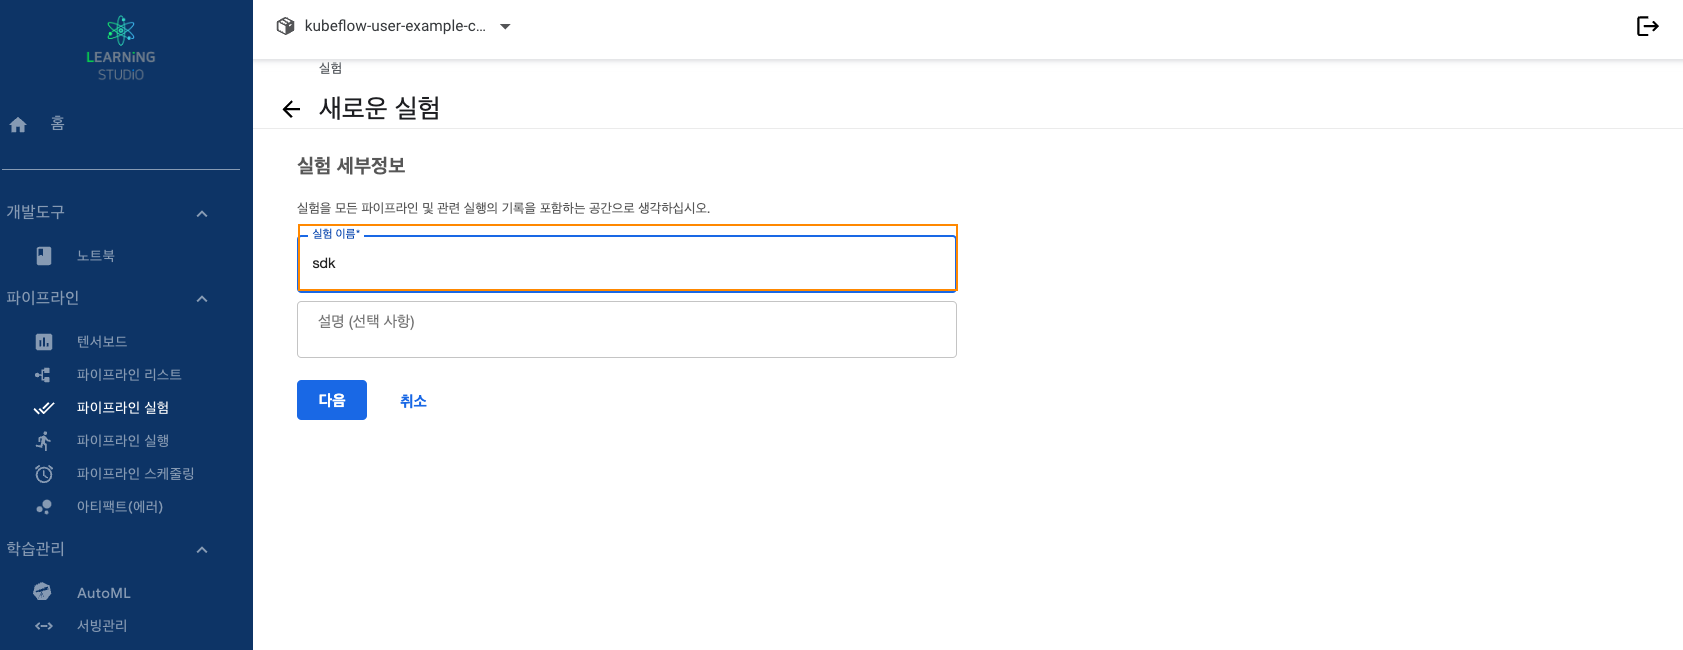 LEARNiNG
STUDIO
홈
개발도구
노트북
파이프라인
텐서보드
파이프라인 리스트
파이프라인 실험
파이프라인 실행
파이프라인 스케줄링
아티팩트(에러)
학습관리
AutoML
서빙관리
kubeflow-user-example-c...
실험
새로운 실험
실험 세부정보
실험을 모든 파이프라인 및 관련 실행의 기록을 포함하는 공간으로 생각하십시오.
실험 이름*
sdk
설명 (선택 사항)
다음 취소